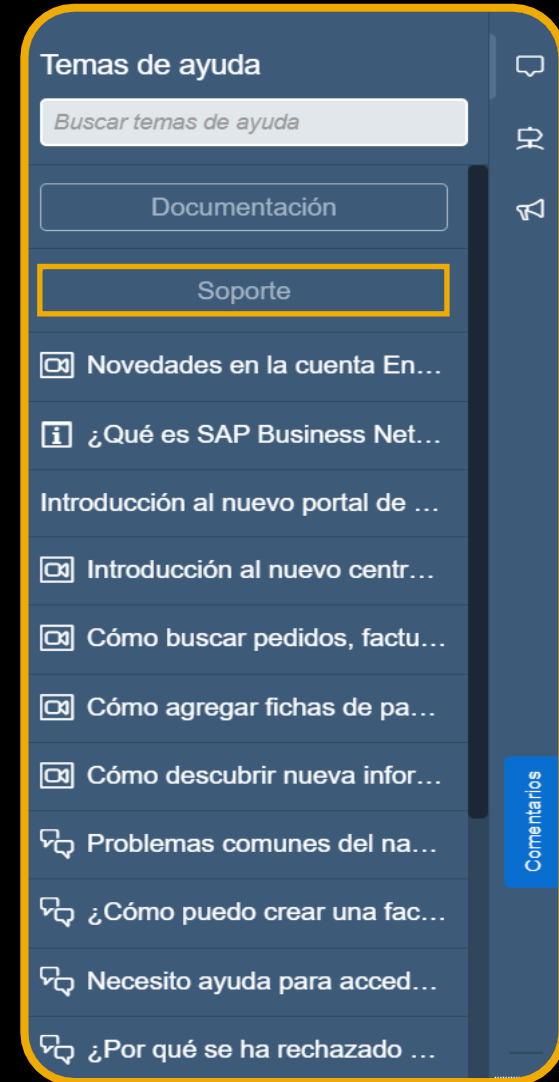 Temas de ayuda
Buscar temas de ayuda
Documentación
Soporte
Novedades en la cuenta En...
¿Qué es SAP Business Net...
Introducción al nuevo portal de ...
Introducción al nuevo centr...
Cómo buscar pedidos, factu...
Cómo agregar fichas de pa...
Cómo descubrir nueva infor...
Comentarios
Problemas comunes del na...
¿Cómo puedo crear una fac...
Necesito ayuda para acced...
¿Por qué se ha rechazado ...